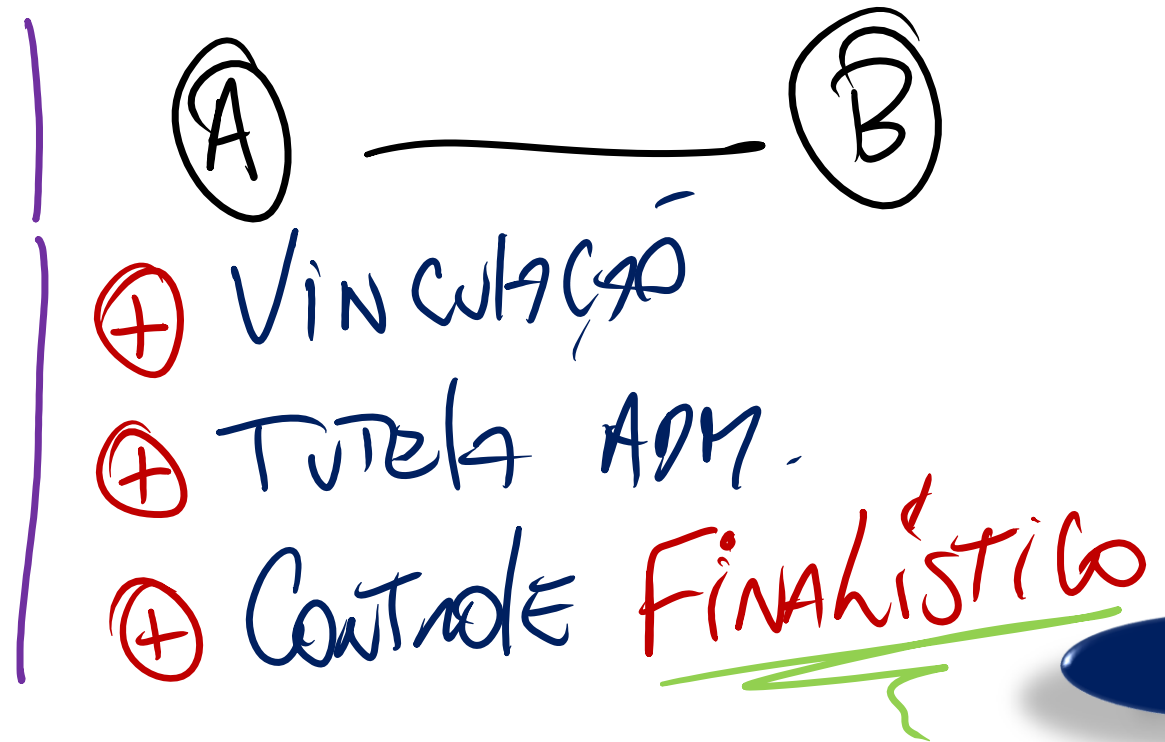 A B
+ VINCULAÇÃO
+ TUTELA ADM.
+ CONTROLE FINALÍSTICO